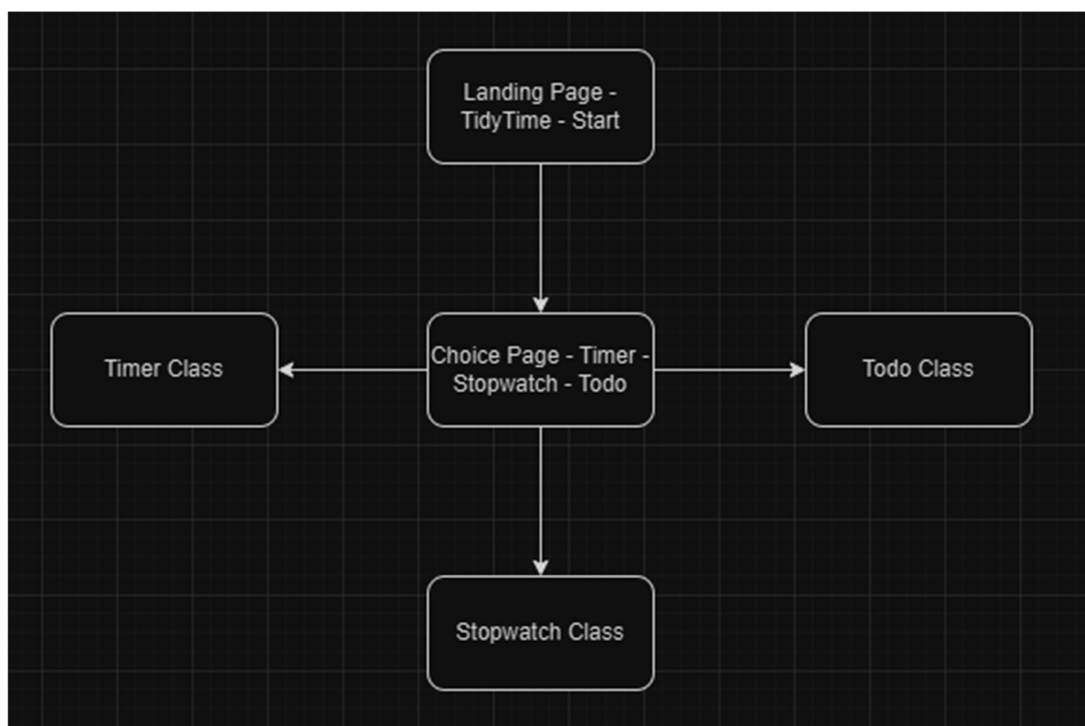 Landing Page -
TidyTime - Start
Timer Class
Choice Page - Timer -
Stopwatch - Todo
Todo Class
Stopwatch Class